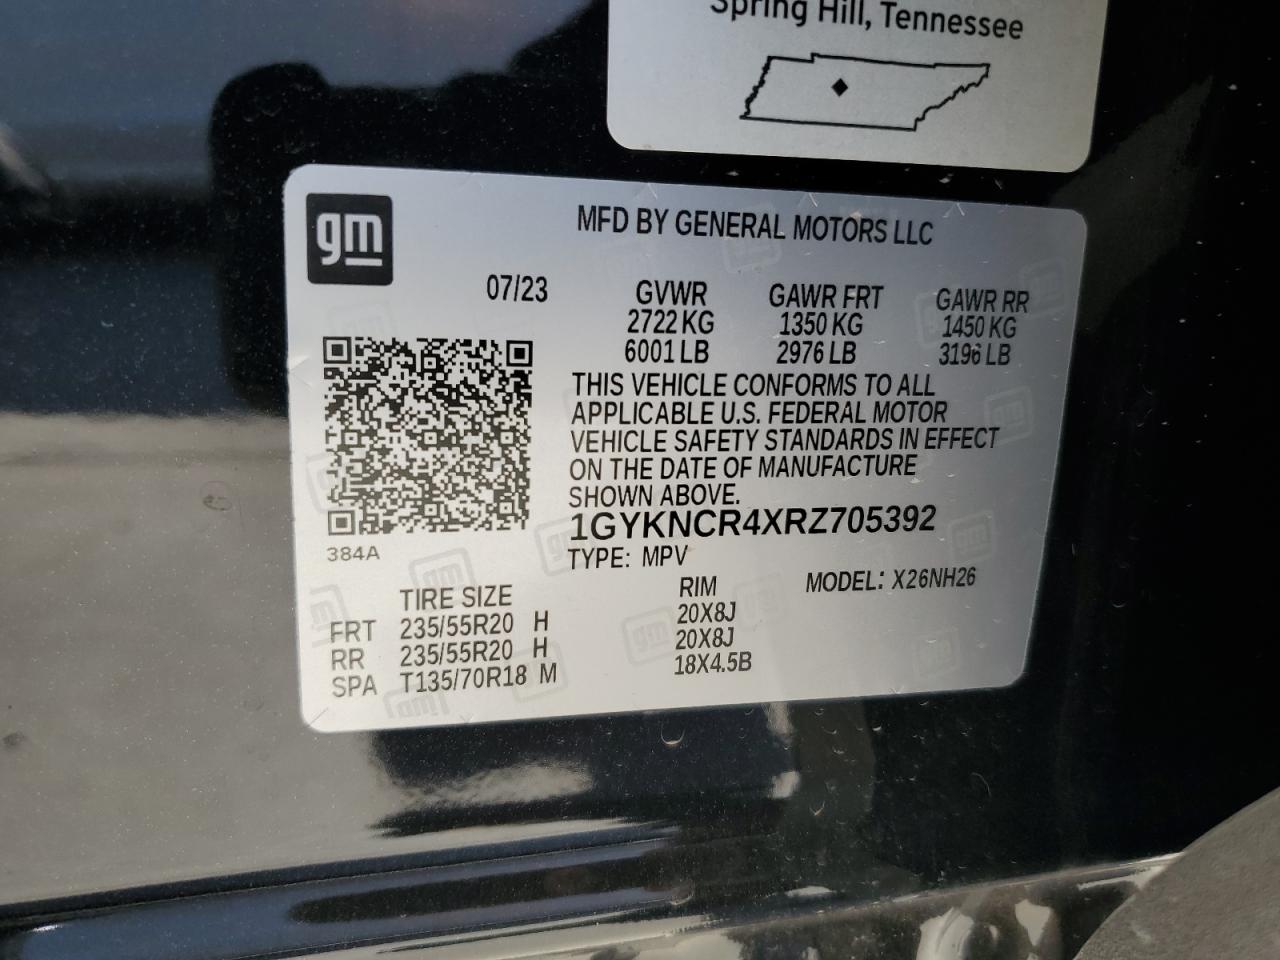 Spring Hill, Tennessee
gm
MFD BY GENERAL MOTORS LLC
07/23
GVWR GAWR FRT GAWR RR
2722 KG 1350 KG 1450 KG
6001 LB 2976 LB 3196 LB
THIS VEHICLE CONFORMS TO ALL
APPLICABLE U.S. FEDERAL MOTOR
VEHICLE SAFETY STANDARDS IN EFFECT
ON THE DATE OF MANUFACTURE
SHOWN ABOVE.
1GYKNCR4XRZ705392
384A
TYPE: MPV
MODEL: X26NH26
TIRE SIZE RIM
FRT 235/55R20 H 20X8J
RR 235/55R20 H 20X8J
SPA T135/70R18 M 18X4.5B